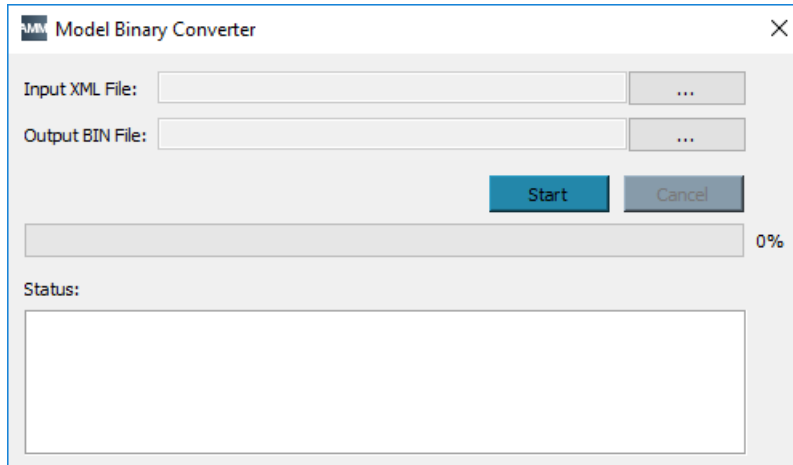 AMM Model Binary Converter
Input XML File: ...
Output BIN File: ...
Start Cancel
0%
Status: